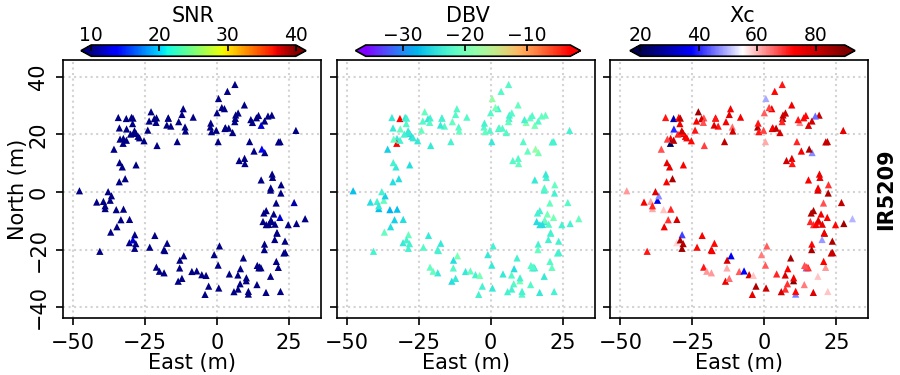 SNR DBV Xc
10 20 30 40 −30 −20 −10 20 40 60 80
40
20
0
−20
−40
North (m)
−50 −25 0 25 −50 −25 0 25 −50 −25 0 25
East (m) East (m) East (m)
IR5209